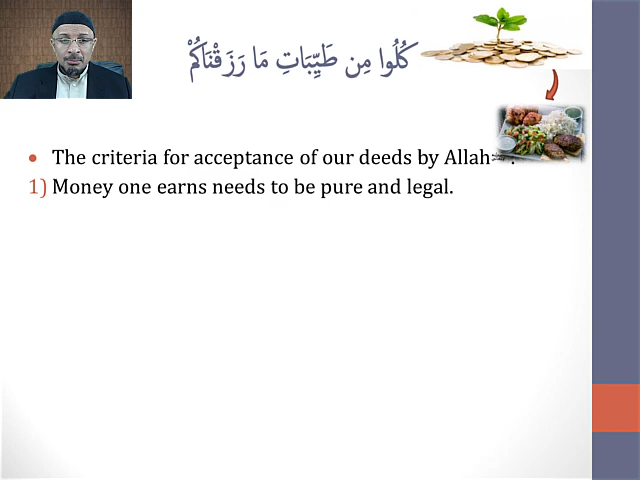 كُلُوا مِن طَيِّبَاتِ مَا رَزَقْنَاكُمْ
• The criteria for acceptance of our deeds by Allah :
1) Money one earns needs to be pure and legal.